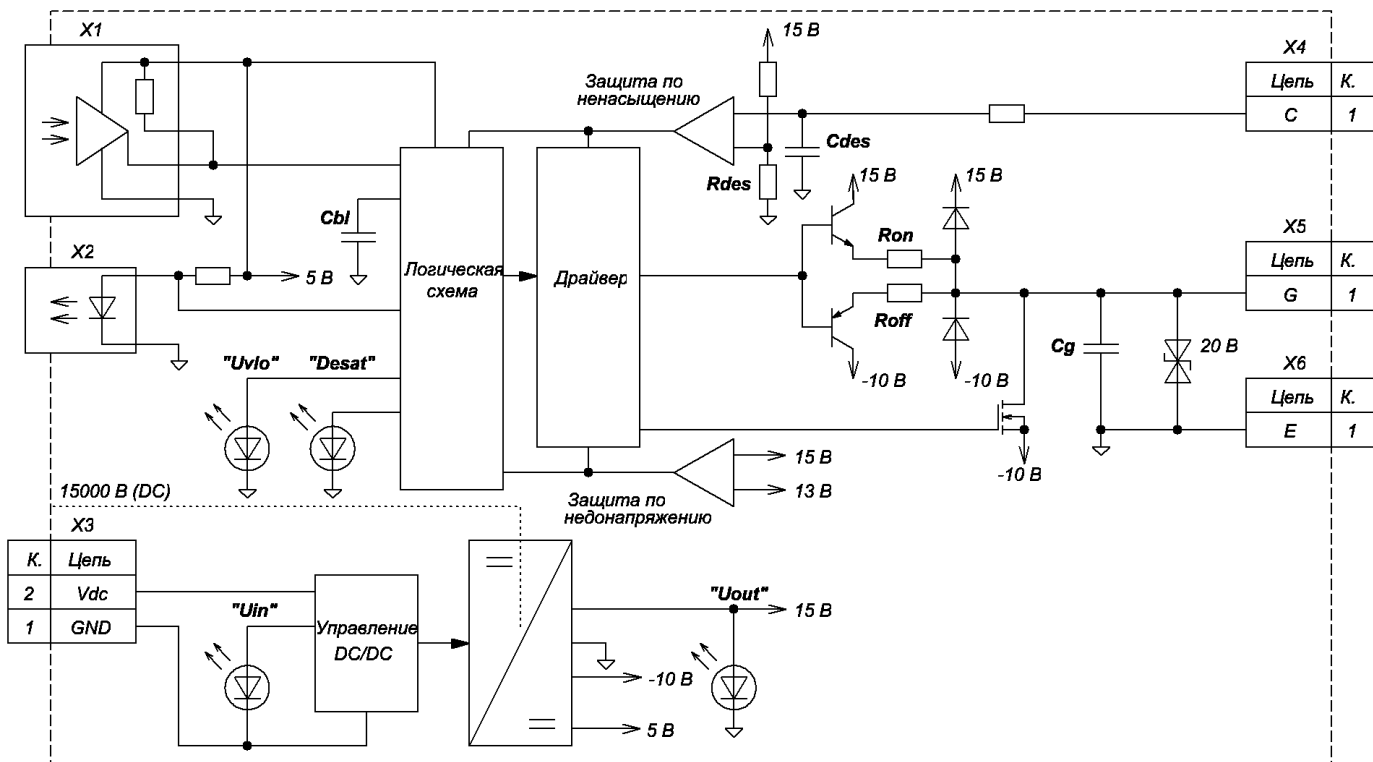 X1
15 В
X4
Цепь К.
C 1
Защита по
ненасыщению
Cdes
Rdes
15 В
15 В
Cbl
X2
5 В
Логическая
схема
Драйвер
Ron
Roff
X5
Цепь К.
G 1
-10 В
-10 В
Cg
20 В
X6
Цепь К.
E 1
"Uvlo" "Desat"
-10 В
15 В
13 В
Защита по
недонапряжению
15000 В (DC)
X3
К. Цепь
2 Vdc
1 GND
"Uin"
Управление
DC/DC
"Uout"
15 В
-10 В
5 В